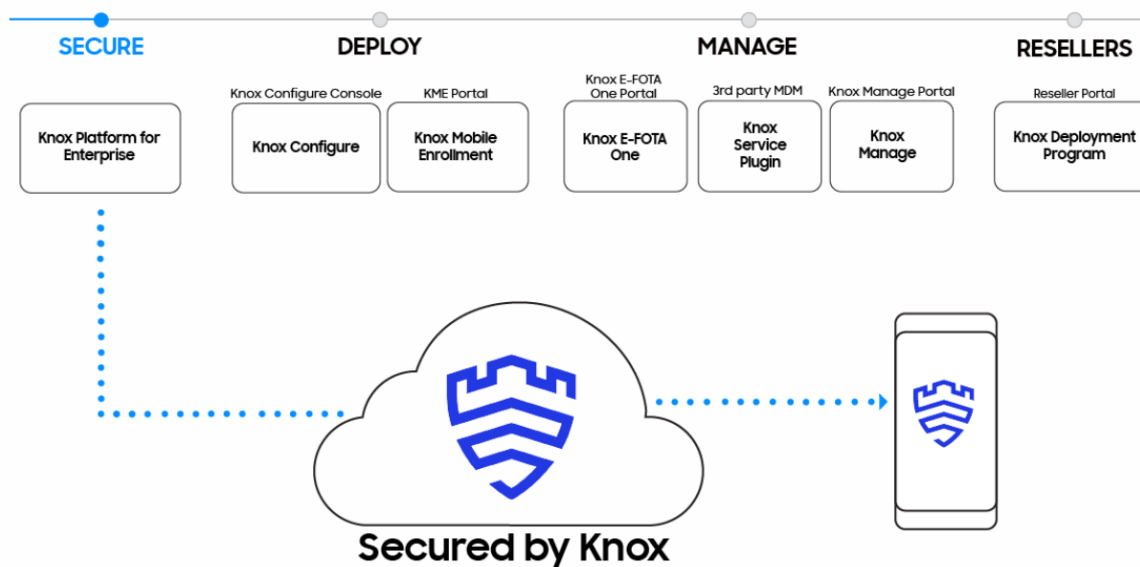 SECURE
DEPLOY
MANAGE
RESELLERS
Knox Configure Console
KME Portal
Knox E-FOTA
One Portal
3rd party MDM
Knox Manage Portal
Reseller Portal
Knox Platform for
Enterprise
Knox Configure
Knox Mobile
Enrollment
Knox E-FOTA
One
Knox
Service
Plugin
Knox
Manage
Knox Deployment
Program
Secured by Knox